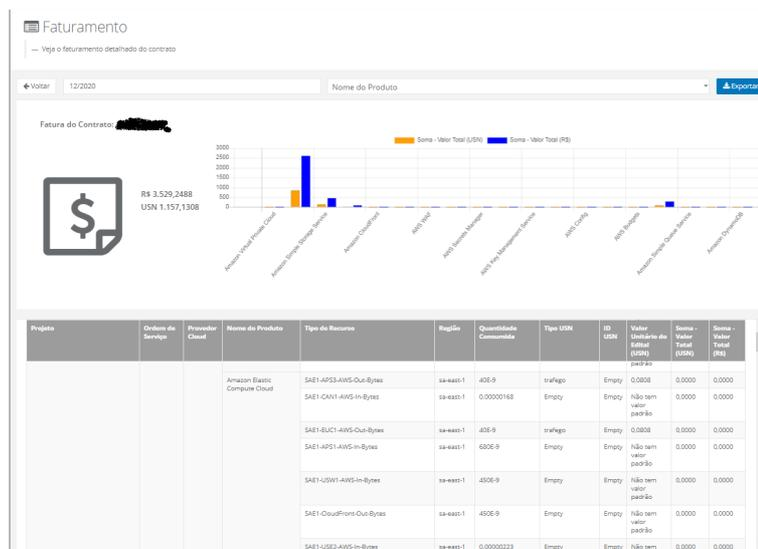 Faturamento
— Veja o faturamento detalhado do contrato
Voltar
12/2020
Nome do Produto
Exportar
Fatura do Contrato:
R$ 3.529,2488
USN 1.157,1308
Soma - Valor Total (USN)
Soma - Valor Total (R$)
3000
2500
2000
1500
1000
500
0
Amazon Virtual Private Cloud
Amazon Simple Storage Service
Amazon CloudFront
AWS WAF
AWS Secrets Manager
AWS Key Management Service
AWS Config
AWS Budgets
Amazon Simple Queue Service
Amazon DynamoDB
Projeto
Ordem de
Serviço
Provedor
Cloud
Nome do Produto
Tipo de Recurso
Região
Quantidade
Consumida
Tipo USN
ID
USN
Valor
Unitário do
Edital
(USN)
Soma -
Valor
Total
(USN)
Soma -
Valor
Total
(R$)
padrão
Amazon Elastic
Compute Cloud
SAE1-APS3-AWS-Out-Bytes sa-east-1 40E-9 trafego Empty 0,0808 0,0000 0,0000
SAE1-CAN1-AWS-In-Bytes sa-east-1 0,00000168 Empty Empty Não tem 0,0000 0,0000
valor
padrão
SAE1-EUC1-AWS-Out-Bytes sa-east-1 40E-9 trafego Empty 0,0808 0,0000 0,0000
SAE1-APS1-AWS-In-Bytes sa-east-1 680E-9 Empty Empty Não tem 0,0000 0,0000
valor
padrão
SAE1-USW1-AWS-In-Bytes sa-east-1 450E-9 Empty Empty Não tem 0,0000 0,0000
valor
padrão
SAE1-CloudFront-Out-Bytes sa-east-1 450E-9 Empty Empty Não tem 0,0000 0,0000
valor
padrão
SAE1-USE2-AWS-In-Bytes sa-east-1 0,00000223 Empty Empty Não tem 0,0000 0,0000